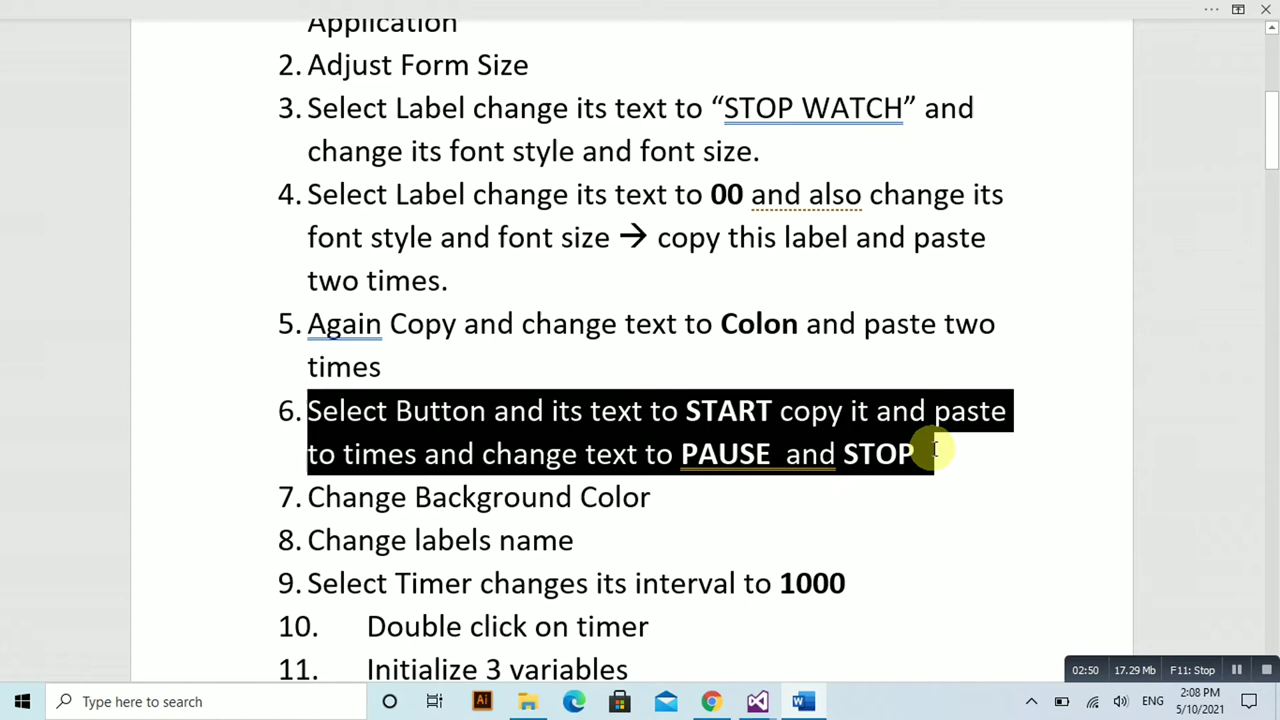 Application
2. Adjust Form Size
3. Select Label change its text to “STOP WATCH” and
change its font style and font size.
4. Select Label change its text to 00 and also change its
font style and font size → copy this label and paste
two times.
5. Again Copy and change text to Colon and paste two
times
6. Select Button and its text to START copy it and paste
to times and change text to PAUSE  and STOP
7. Change Background Color
8. Change labels name
9. Select Timer changes its interval to 1000
10. Double click on timer
11. Initialize 3 variables
02:50 17.29 Mb F11: Stop
Type here to search
ENG
2:08 PM
5/10/2021